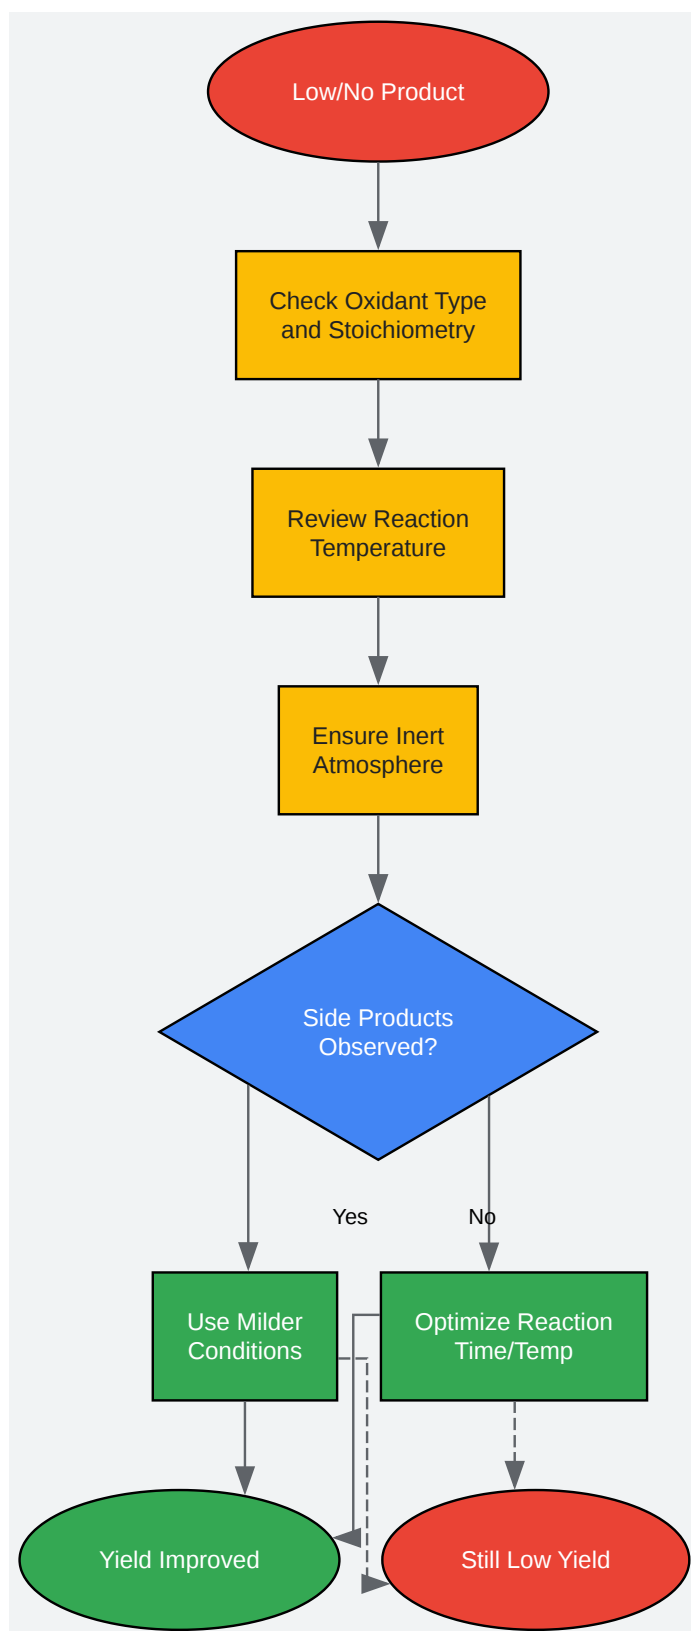 Low/No Product
Check Oxidant Type
and Stoichiometry
Review Reaction
Temperature
Ensure Inert
Atmosphere
Side Products
Observed?
Yes
No
Use Milder
Conditions
Optimize Reaction
Time/Temp
Yield Improved
Still Low Yield